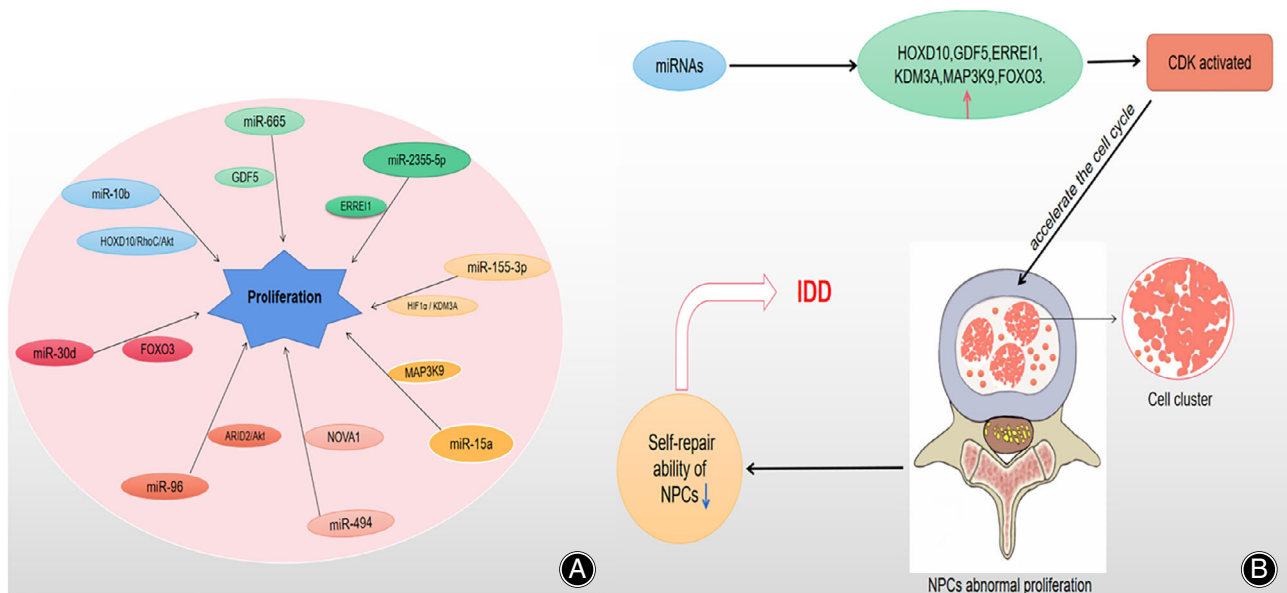 miR-665
GDF5
miR-2355-5p
ERREI1
miR-10b
HOXD10/RhoC/Akt
miR-155-3p
HIF1α / KDM3A
Proliferation
miR-30d
FOXO3
MAP3K9
miR-15a
ARID2/Akt
miR-96
NOVA1
miR-494
A
miRNAs
HOXD10,GDF5,ERREI1,
KDM3A,MAP3K9,FOXO3.
CDK activated
accelerate the cell cycle
IDD
Cell cluster
Self-repair
ability of
NPCs
NPCs abnormal proliferation
B